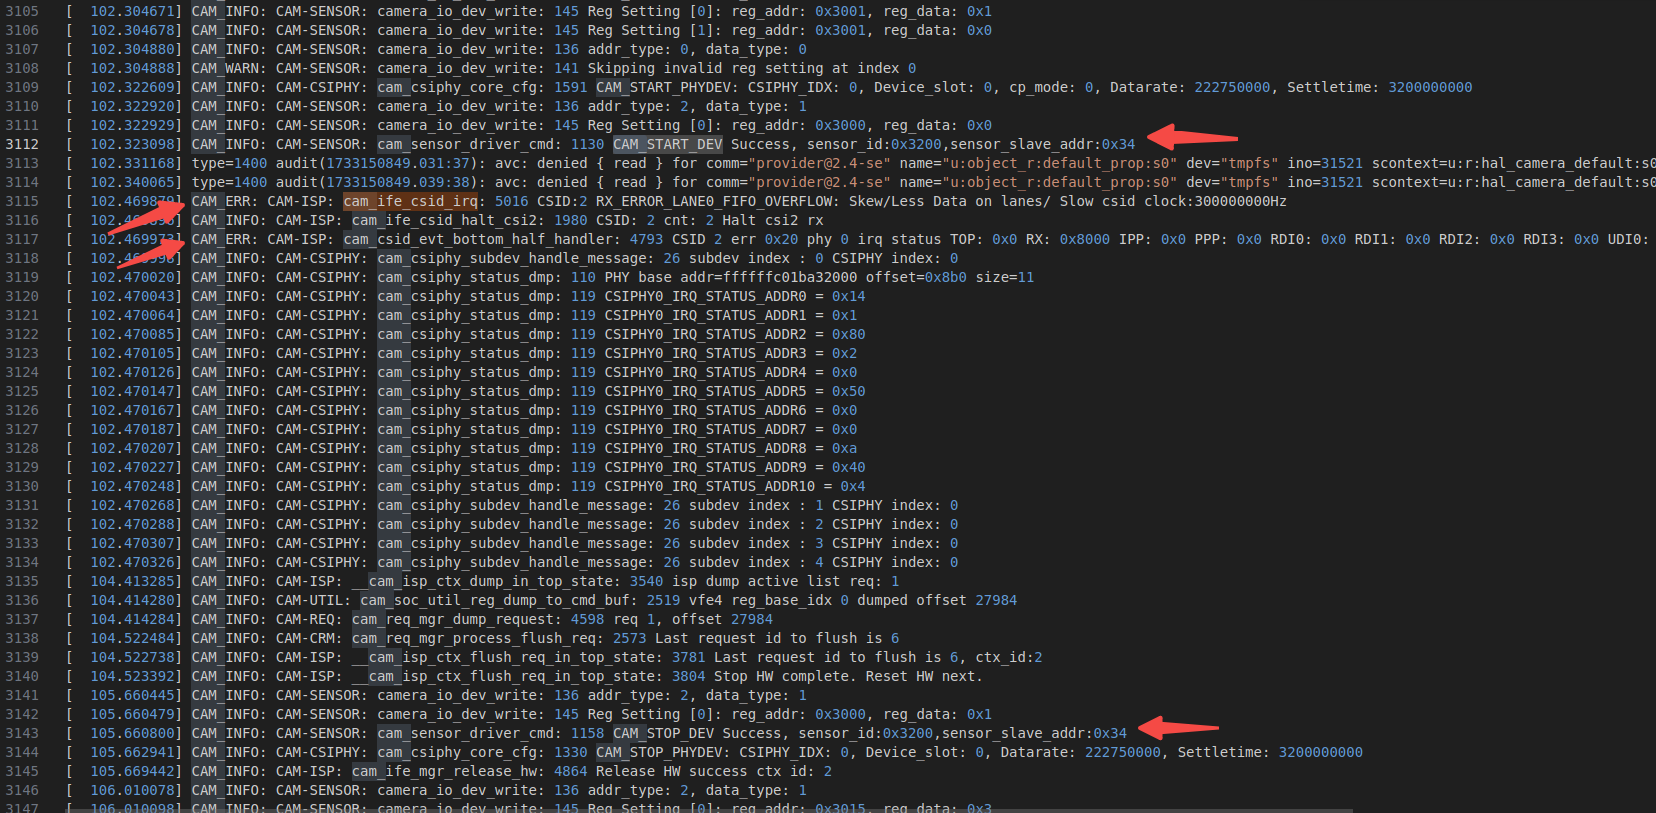 3105 [ 102.304671] CAM_INFO: CAM-SENSOR: camera_io_dev_write: 145 Reg Setting [0]: reg_addr: 0x3001, reg_data: 0x1
3106 [ 102.304678] CAM_INFO: CAM-SENSOR: camera_io_dev_write: 145 Reg Setting [1]: reg_addr: 0x3001, reg_data: 0x0
3107 [ 102.304880] CAM_INFO: CAM-SENSOR: camera_io_dev_write: 136 addr_type: 0, data_type: 0
3108 [ 102.304888] CAM_WARN: CAM-SENSOR: camera_io_dev_write: 141 Skipping invalid reg setting at index 0
3109 [ 102.322609] CAM_INFO: CAM-CSIPHY: cam_csiphy_core_cfg: 1591 CAM_START_PHYDEV: CSIPHY_IDX: 0, Device_slot: 0, cp_mode: 0, Datarate: 222750000, Settletime: 3200000000
3110 [ 102.322920] CAM_INFO: CAM-SENSOR: camera_io_dev_write: 136 addr_type: 2, data_type: 1
3111 [ 102.322929] CAM_INFO: CAM-SENSOR: camera_io_dev_write: 145 Reg Setting [0]: reg_addr: 0x3000, reg_data: 0x0
3112 [ 102.323098] CAM_INFO: CAM-SENSOR: cam_sensor_driver_cmd: 1130 CAM_START_DEV Success, sensor_id:0x3200,sensor_slave_addr:0x34
3113 [ 102.331168] type=1400 audit(1733150849.031:37): avc: denied { read } for comm="provider@2.4-se" name="u:object_r:default_prop:s0" dev="tmpfs" ino=31521 scontext=u:r:hal_camera_default:s0
3114 [ 102.340065] type=1400 audit(1733150849.039:38): avc: denied { read } for comm="provider@2.4-se" name="u:object_r:default_prop:s0" dev="tmpfs" ino=31521 scontext=u:r:hal_camera_default:s0
3115 [ CAM_ERR: CAM-ISP: cam_ife_csid_irq: 5016 CSID:2 RX_ERROR_LANE0_FIFO_OVERFLOW: Skew/Less Data on lanes/ Slow csid clock:300000000Hz
3116 [ CAM_INFO: CAM-ISP: cam_ife_csid_halt_csi2: 1980 CSID: 2 cnt: 2 Halt csi2 rx
3117 [ CAM_ERR: CAM-ISP: cam_csid_evt_bottom_half_handler: 4793 CSID 2 err 0x20 phy 0 irq status TOP: 0x0 RX: 0x8000 IPP: 0x0 PPP: 0x0 RDI0: 0x0 RDI1: 0x0 RDI2: 0x0 RDI3: 0x0 UDI0:
3118 [ CAM_INFO: CAM-CSIPHY: cam_csiphy_subdev_handle_message: 26 subdev index : 0 CSIPHY index: 0
3119 [ 102.470020] CAM_INFO: CAM-CSIPHY: cam_csiphy_status_dmp: 110 PHY base addr=ffffffc01ba32000 offset=0x8b0 size=11
3120 [ 102.470043] CAM_INFO: CAM-CSIPHY: cam_csiphy_status_dmp: 119 CSIPHY0_IRQ_STATUS_ADDR0 = 0x14
3121 [ 102.470064] CAM_INFO: CAM-CSIPHY: cam_csiphy_status_dmp: 119 CSIPHY0_IRQ_STATUS_ADDR1 = 0x1
3122 [ 102.470085] CAM_INFO: CAM-CSIPHY: cam_csiphy_status_dmp: 119 CSIPHY0_IRQ_STATUS_ADDR2 = 0x80
3123 [ 102.470105] CAM_INFO: CAM-CSIPHY: cam_csiphy_status_dmp: 119 CSIPHY0_IRQ_STATUS_ADDR3 = 0x2
3124 [ 102.470126] CAM_INFO: CAM-CSIPHY: cam_csiphy_status_dmp: 119 CSIPHY0_IRQ_STATUS_ADDR4 = 0x0
3125 [ 102.470147] CAM_INFO: CAM-CSIPHY: cam_csiphy_status_dmp: 119 CSIPHY0_IRQ_STATUS_ADDR5 = 0x50
3126 [ 102.470167] CAM_INFO: CAM-CSIPHY: cam_csiphy_status_dmp: 119 CSIPHY0_IRQ_STATUS_ADDR6 = 0x0
3127 [ 102.470187] CAM_INFO: CAM-CSIPHY: cam_csiphy_status_dmp: 119 CSIPHY0_IRQ_STATUS_ADDR7 = 0x0
3128 [ 102.470207] CAM_INFO: CAM-CSIPHY: cam_csiphy_status_dmp: 119 CSIPHY0_IRQ_STATUS_ADDR8 = 0xa
3129 [ 102.470227] CAM_INFO: CAM-CSIPHY: cam_csiphy_status_dmp: 119 CSIPHY0_IRQ_STATUS_ADDR9 = 0x40
3130 [ 102.470248] CAM_INFO: CAM-CSIPHY: cam_csiphy_status_dmp: 119 CSIPHY0_IRQ_STATUS_ADDR10 = 0x4
3131 [ 102.470268] CAM_INFO: CAM-CSIPHY: cam_csiphy_subdev_handle_message: 26 subdev index : 1 CSIPHY index: 0
3132 [ 102.470288] CAM_INFO: CAM-CSIPHY: cam_csiphy_subdev_handle_message: 26 subdev index : 2 CSIPHY index: 0
3133 [ 102.470307] CAM_INFO: CAM-CSIPHY: cam_csiphy_subdev_handle_message: 26 subdev index : 3 CSIPHY index: 0
3134 [ 102.470326] CAM_INFO: CAM-CSIPHY: cam_csiphy_subdev_handle_message: 26 subdev index : 4 CSIPHY index: 0
3135 [ 104.413285] CAM_INFO: CAM-ISP: __cam_isp_ctx_dump_in_top_state: 3540 isp dump active list req: 1
3136 [ 104.414280] CAM_INFO: CAM-UTIL: cam_soc_util_reg_dump_to_cmd_buf: 2519 vfe4 reg_base_idx 0 dumped offset 27984
3137 [ 104.414284] CAM_INFO: CAM-REQ: cam_req_mgr_dump_request: 4598 req 1, offset 27984
3138 [ 104.522484] CAM_INFO: CAM-CRM: cam_req_mgr_process_flush_req: 2573 Last request id to flush is 6
3139 [ 104.522738] CAM_INFO: CAM-ISP: __cam_isp_ctx_flush_req_in_top_state: 3781 Last request id to flush is 6, ctx_id:2
3140 [ 104.523392] CAM_INFO: CAM-ISP: __cam_isp_ctx_flush_req_in_top_state: 3804 Stop HW complete. Reset HW next.
3141 [ 105.660445] CAM_INFO: CAM-SENSOR: camera_io_dev_write: 136 addr_type: 2, data_type: 1
3142 [ 105.660479] CAM_INFO: CAM-SENSOR: camera_io_dev_write: 145 Reg Setting [0]: reg_addr: 0x3000, reg_data: 0x1
3143 [ 105.660800] CAM_INFO: CAM-SENSOR: cam_sensor_driver_cmd: 1158 CAM_STOP_DEV Success, sensor_id:0x3200,sensor_slave_addr:0x34
3144 [ 105.662941] CAM_INFO: CAM-CSIPHY: cam_csiphy_core_cfg: 1330 CAM_STOP_PHYDEV: CSIPHY_IDX: 0, Device_slot: 0, Datarate: 222750000, Settletime: 3200000000
3145 [ 105.669442] CAM_INFO: CAM-ISP: cam_ife_mgr_release_hw: 4864 Release HW success ctx id: 2
3146 [ 106.010078] CAM_INFO: CAM-SENSOR: camera_io_dev_write: 136 addr_type: 2, data_type: 1
3147 [ 106.010098] CAM_INFO: CAM-SENSOR: camera_io_dev_write: 145 Reg Setting [0]: reg_addr: 0x3015, reg_data: 0x3